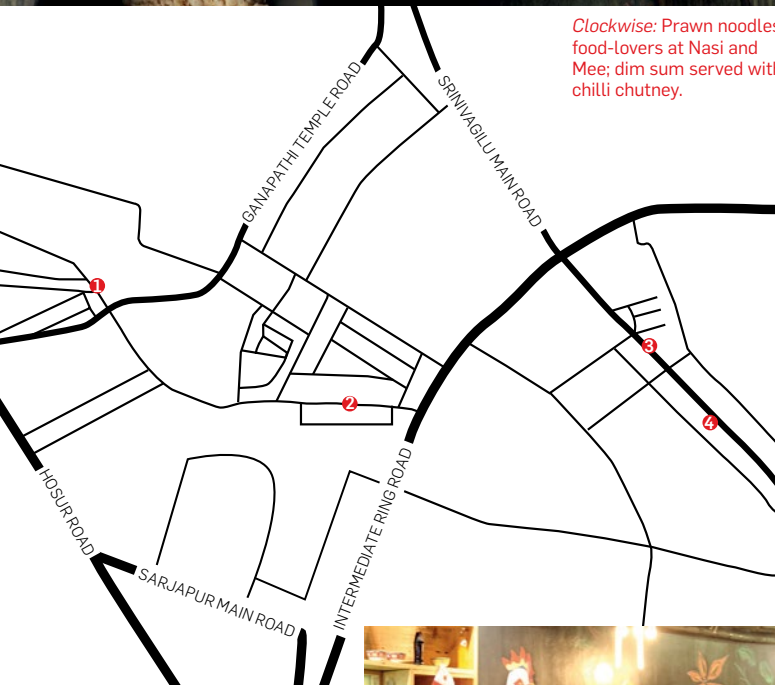 Clockwise: Prawn noodles
food-lovers at Nasi and
Mee; dim sum served with
chilli chutney.
GANAPATHI TEMPLE ROAD
SRINIVAGILU MAIN ROAD
1
3
2
4
HOSUR ROAD
INTERMEDIATE RING ROAD
SARJAPUR MAIN ROAD